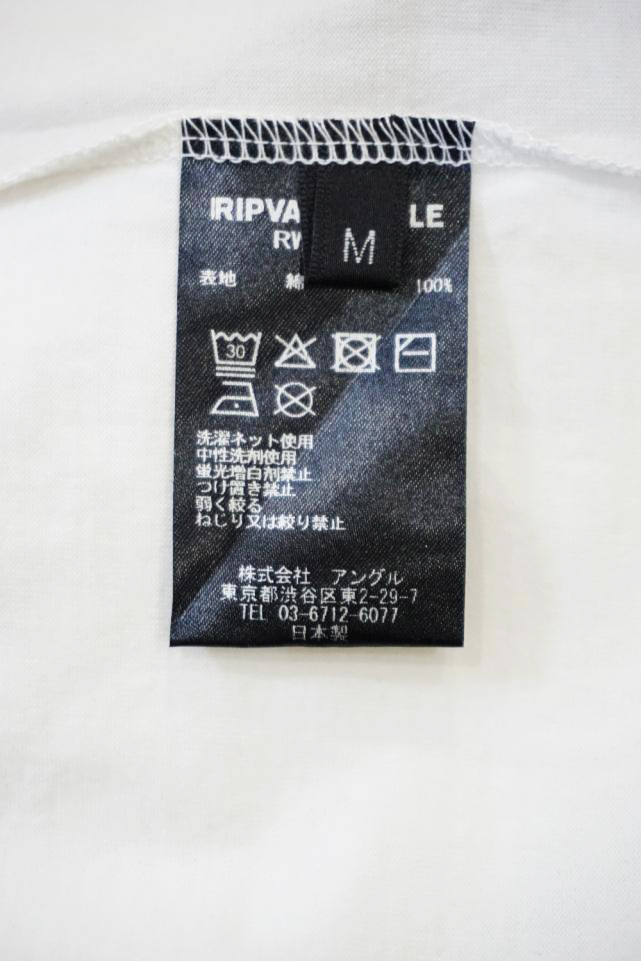 RIPVA LE
RW
M
表地 綿 100%
30
洗濯ネット使用
中性洗剤使用
蛍光増白剤禁止
つけ置き禁止
弱く絞る
ねじり又は絞り禁止
株式会社 アングル
東京都渋谷区東2-29-7
TEL 03-6712-6077
日本製